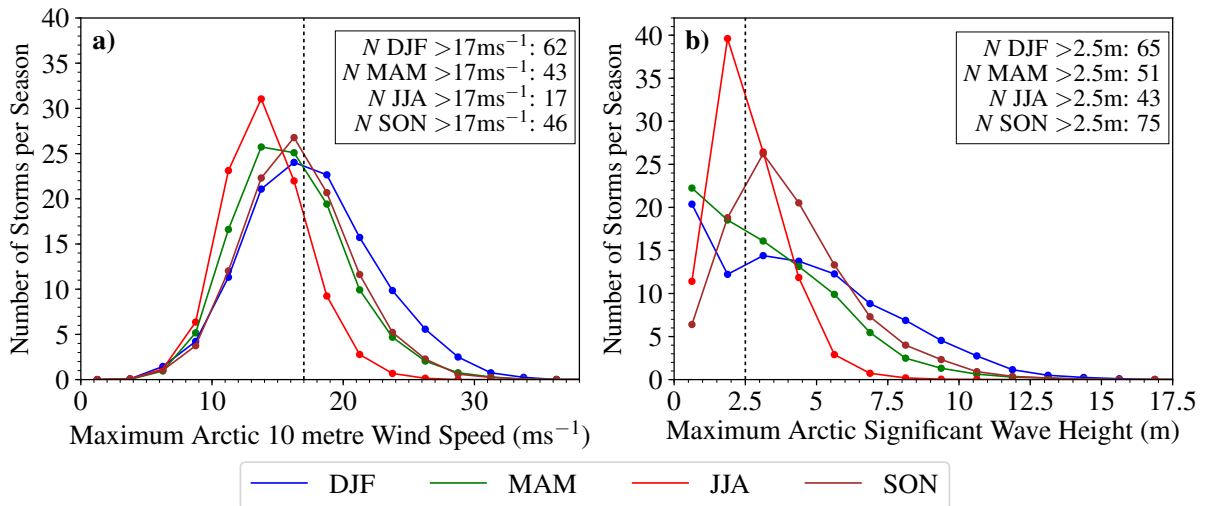 a)
N DJF >17ms⁻¹: 62
N MAM >17ms⁻¹: 43
N JJA >17ms⁻¹: 17
N SON >17ms⁻¹: 46
Number of Storms per Season
40
35
30
25
20
15
10
5
0
0 10 20 30
Maximum Arctic 10 metre Wind Speed (ms⁻¹)
b)
N DJF >2.5m: 65
N MAM >2.5m: 51
N JJA >2.5m: 43
N SON >2.5m: 75
Number of Storms per Season
40
35
30
25
20
15
10
5
0
0 2.5 5.0 7.5 10.0 12.5 15.0 17.5
Maximum Arctic Significant Wave Height (m)
DJF MAM JJA SON